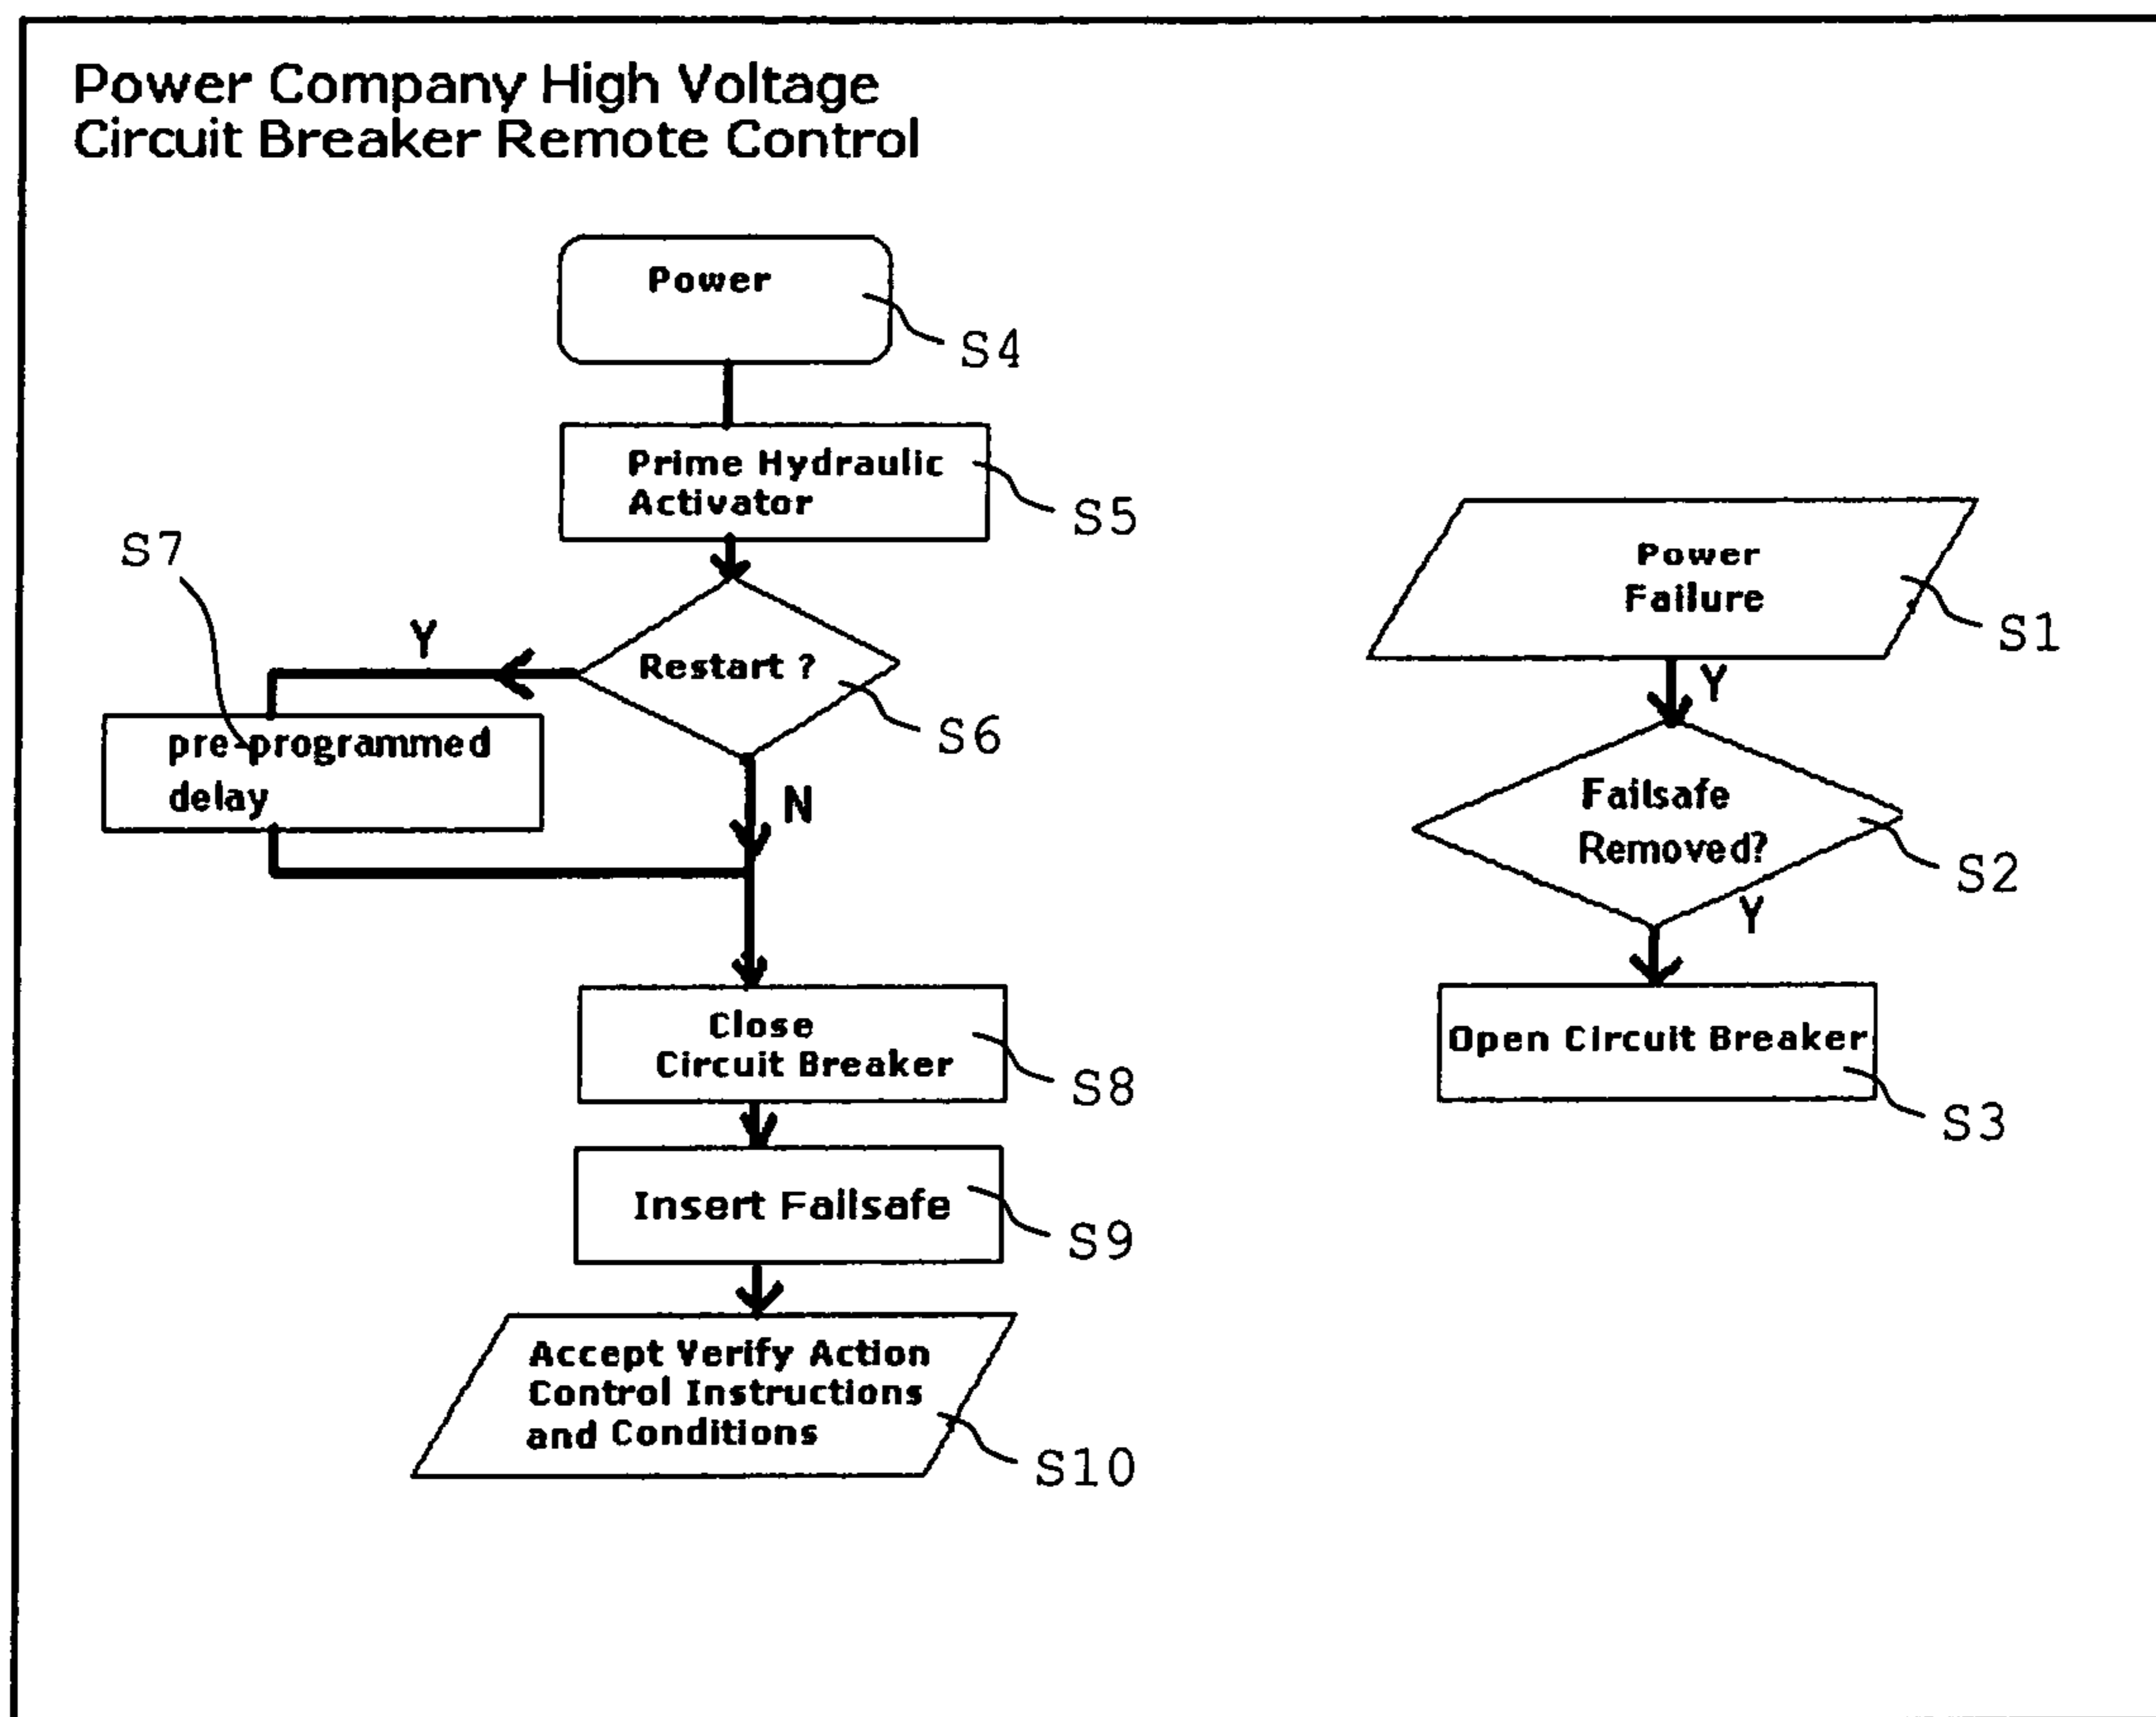 Power Company High Voltage
Circuit Breaker Remote Control
Power
S4
Prime Hydraulic
Activator
S5
S7
Y
Restart ?
S6
pre-programmed
delay
N
Close
Circuit Breaker
S8
Insert Failsafe
S9
Accept Verify Action
Control Instructions
and Conditions
S10
Power
Failure
S1
Y
Failsafe
Removed?
S2
Y
Open Circuit Breaker
S3